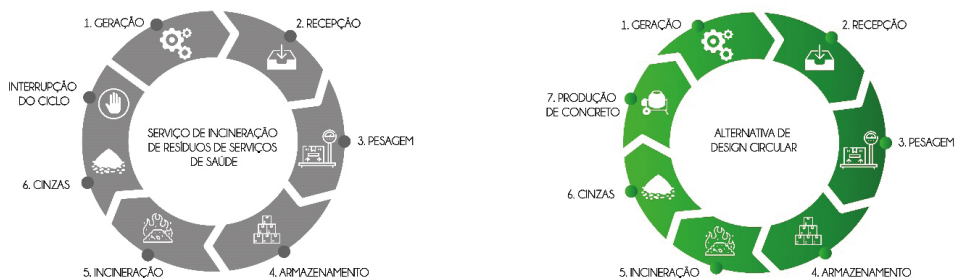 1. GERAÇÃO
2. RECEPÇÃO
INTERRUPÇÃO
DO CICLO
SERVIÇO DE INCINERAÇÃO
DE RESÍDUOS DE SERVIÇOS
DE SAÚDE
3. PESAGEM
6. CINZAS
5. INCINERAÇÃO
4. ARMAZENAMENTO
1. GERAÇÃO
2. RECEPÇÃO
7. PRODUÇÃO
DE CONCRETO
ALTERNATIVA DE
DESIGN CIRCULAR
3. PESAGEM
6. CINZAS
5. INCINERAÇÃO
4. ARMAZENAMENTO